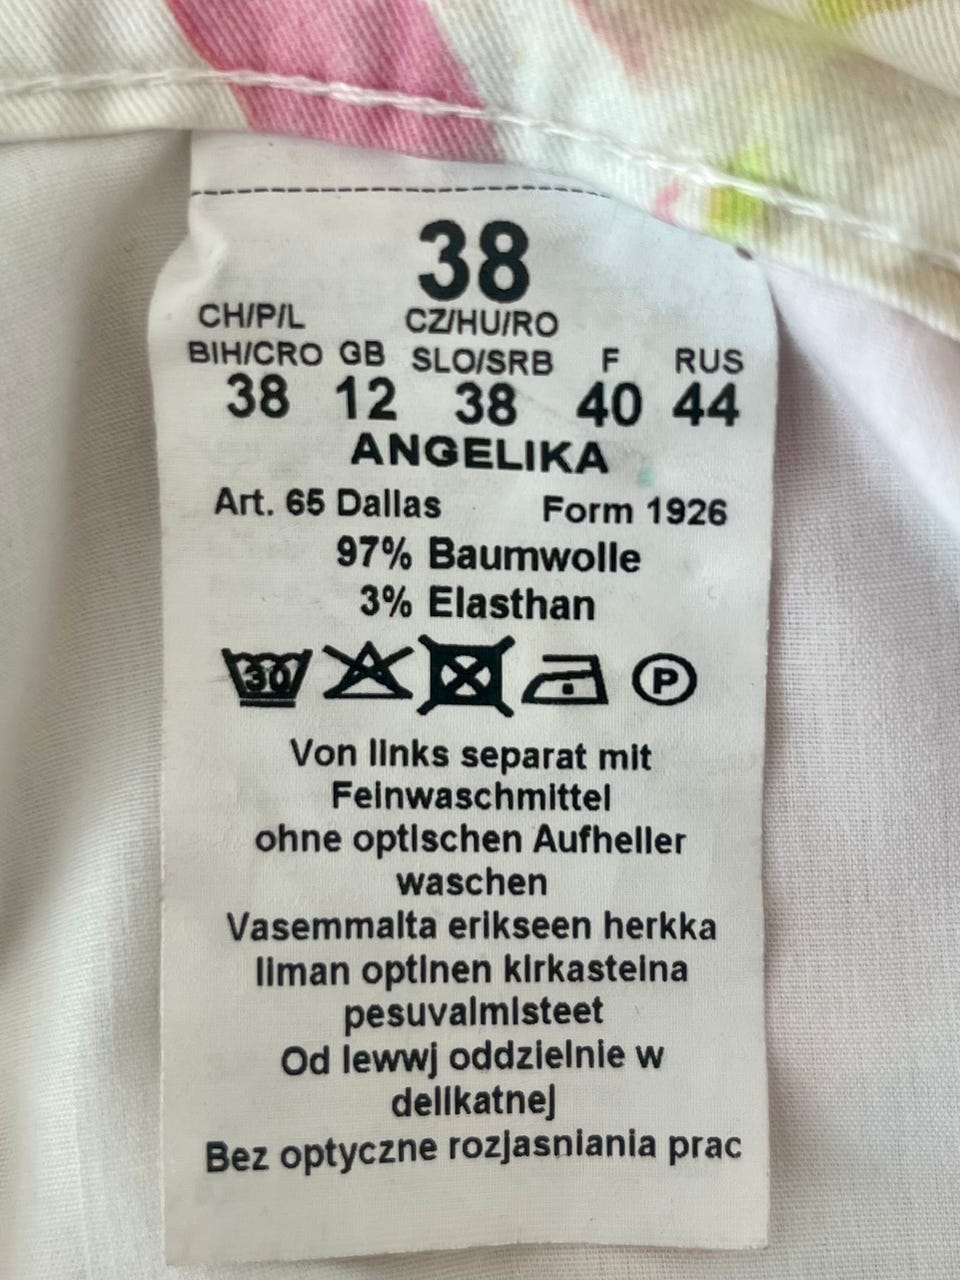 38
CH/P/L CZ/HU/RO
BIH/CRO GB SLO/SRB F RUS
38 12 38 40 44
ANGELIKA
Art. 65 Dallas Form 1926
97% Baumwolle
3% Elasthan
30 P
Von links separat mit
Feinwaschmittel
ohne optischen Aufheller
waschen
Vasemmalta erikseen herkka
liman optinen kirkasteina
pesuvalmisteet
Od lewwj oddzielnie w
delikatnej
Bez optyczne rozjasniania prac